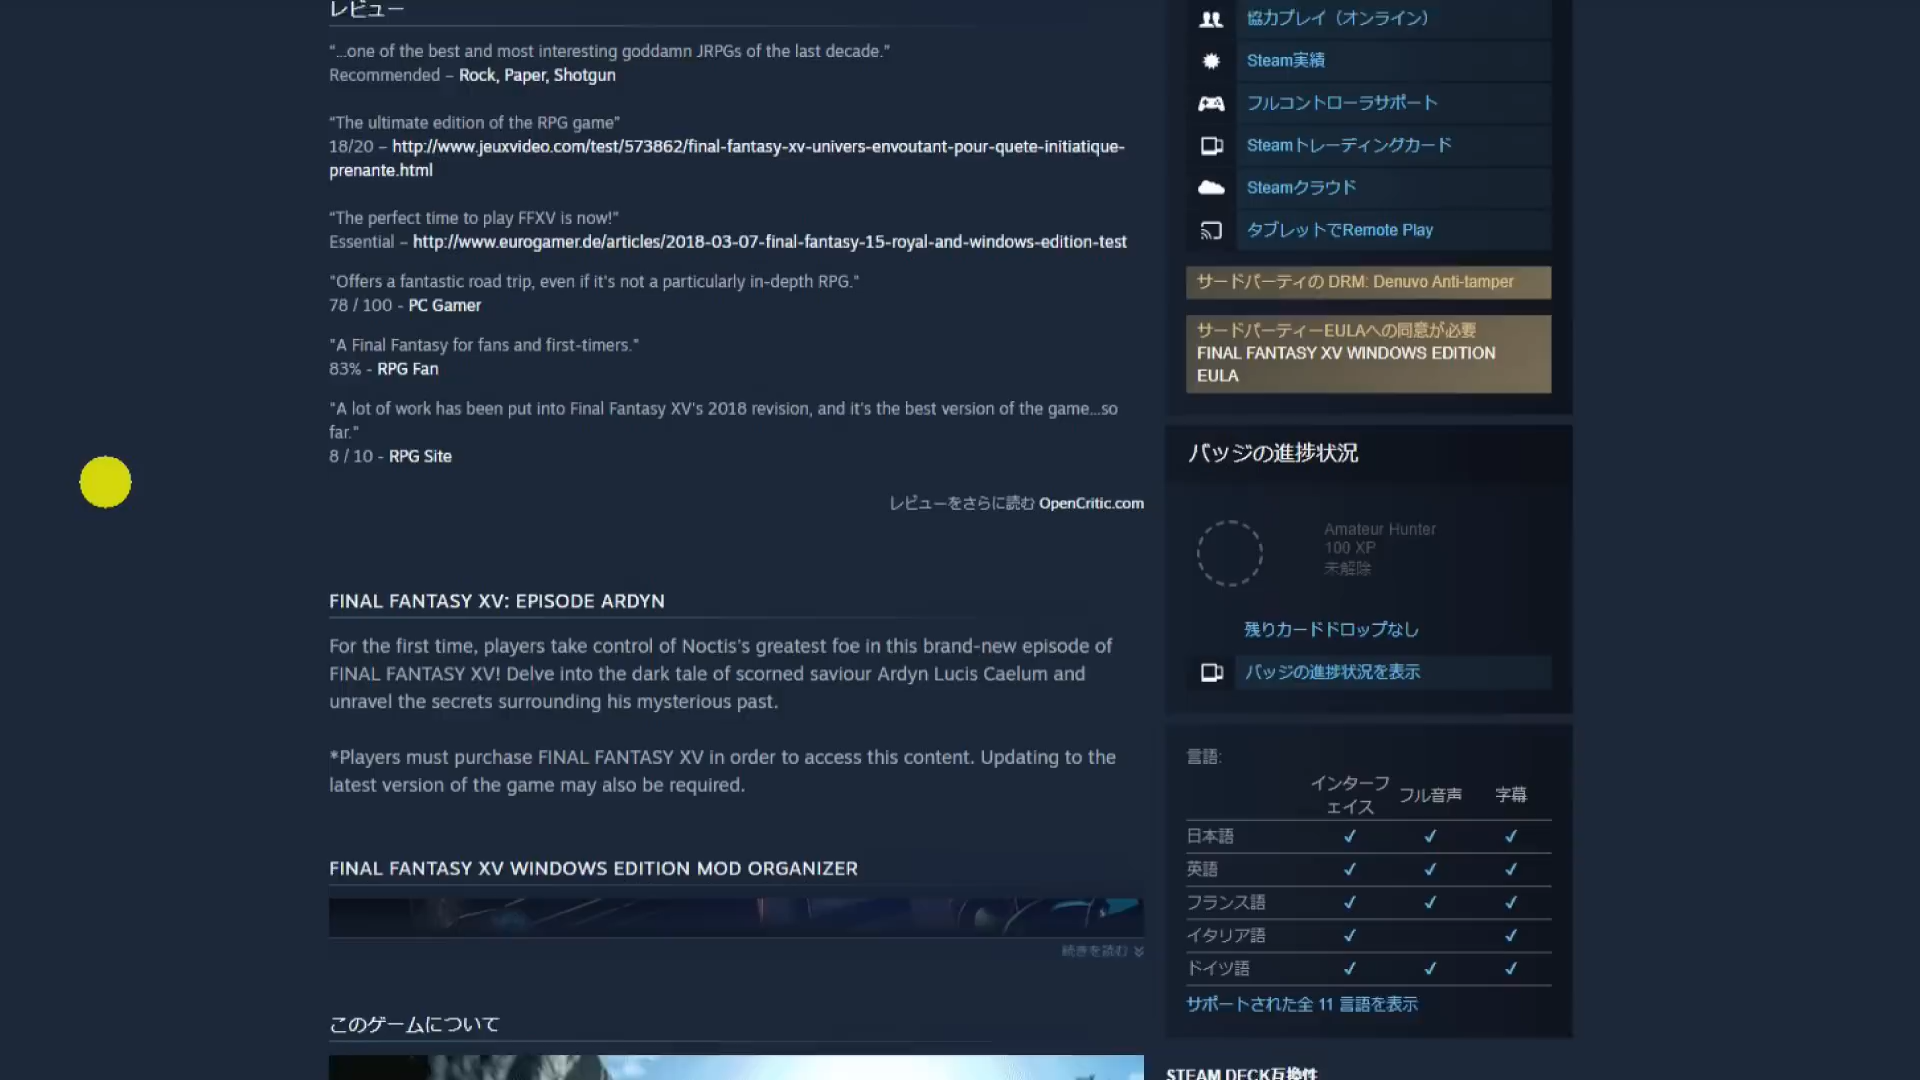 レビュー
“...one of the best and most interesting goddamn JRPGs of the last decade.”
Recommended – Rock, Paper, Shotgun
“The ultimate edition of the RPG game”
18/20 – http://www.jeuxvideo.com/test/573862/final-fantasy-xv-univers-envoutant-pour-quete-initiatique-
prenante.html
“The perfect time to play FFXV is now!”
Essential – http://www.eurogamer.de/articles/2018-03-07-final-fantasy-15-royal-and-windows-edition-test
"Offers a fantastic road trip, even if it's not a particularly in-depth RPG."
78 / 100 - PC Gamer
"A Final Fantasy for fans and first-timers."
83% - RPG Fan
"A lot of work has been put into Final Fantasy XV's 2018 revision, and it's the best version of the game...so
far."
8 / 10 - RPG Site
レビューをさらに読む OpenCritic.com
FINAL FANTASY XV: EPISODE ARDYN
For the first time, players take control of Noctis's greatest foe in this brand-new episode of
FINAL FANTASY XV! Delve into the dark tale of scorned saviour Ardyn Lucis Caelum and
unravel the secrets surrounding his mysterious past.
*Players must purchase FINAL FANTASY XV in order to access this content. Updating to the
latest version of the game may also be required.
FINAL FANTASY XV WINDOWS EDITION MOD ORGANIZER
続きを読む
このゲームについて
協力プレイ（オンライン）
Steam実績
フルコントローラサポート
Steamトレーディングカード
Steamクラウド
タブレットでRemote Play
サードパーティの DRM: Denuvo Anti-tamper
サードパーティーEULAへの同意が必要
FINAL FANTASY XV WINDOWS EDITION
EULA
バッジの進捗状況
Amateur Hunter
100 XP
未解除
残りカードドロップなし
バッジの進捗状況を表示
言語:
インターフ
ェイス フル音声 字幕
日本語 ✓ ✓ ✓
英語 ✓ ✓ ✓
フランス語 ✓ ✓ ✓
イタリア語 ✓ ✓
ドイツ語 ✓ ✓ ✓
サポートされた全 11 言語を表示
STEAM DECK互換性